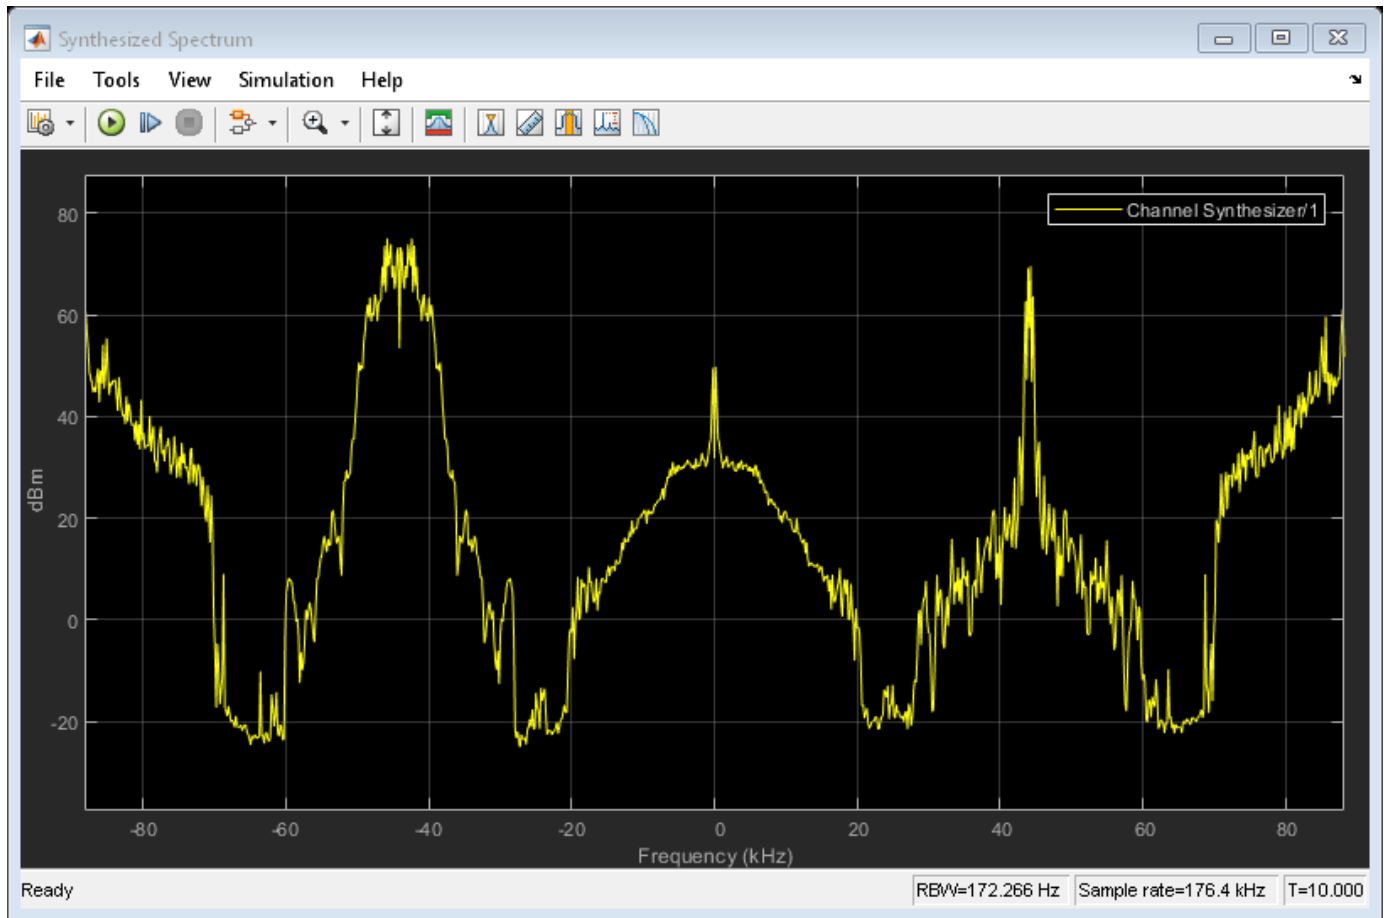 Synthesized Spectrum
File Tools View Simulation Help
Channel Synthesizer/1
80
60
40
20
0
-20
dBm
-80 -60 -40 -20 0 20 40 60 80
Frequency (kHz)
Ready RBW=172.266 Hz Sample rate=176.4 kHz T=10.000